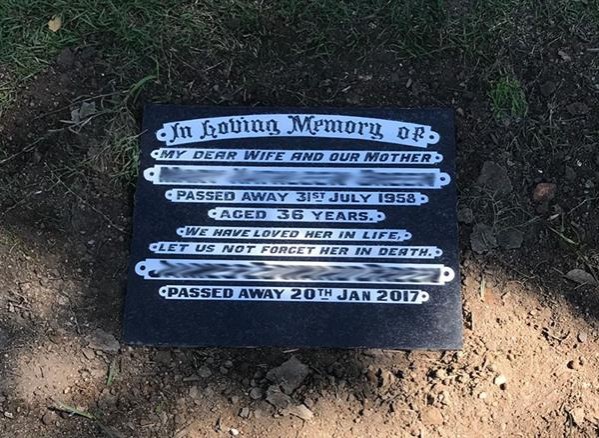 In Loving Memory of
MY DEAR WIFE AND OUR MOTHER
PASSED AWAY 31ST JULY 1958
AGED 36 YEARS.
WE HAVE LOVED HER IN LIFE,
LET US NOT FORGET HER IN DEATH.
PASSED AWAY 20TH JAN 2017